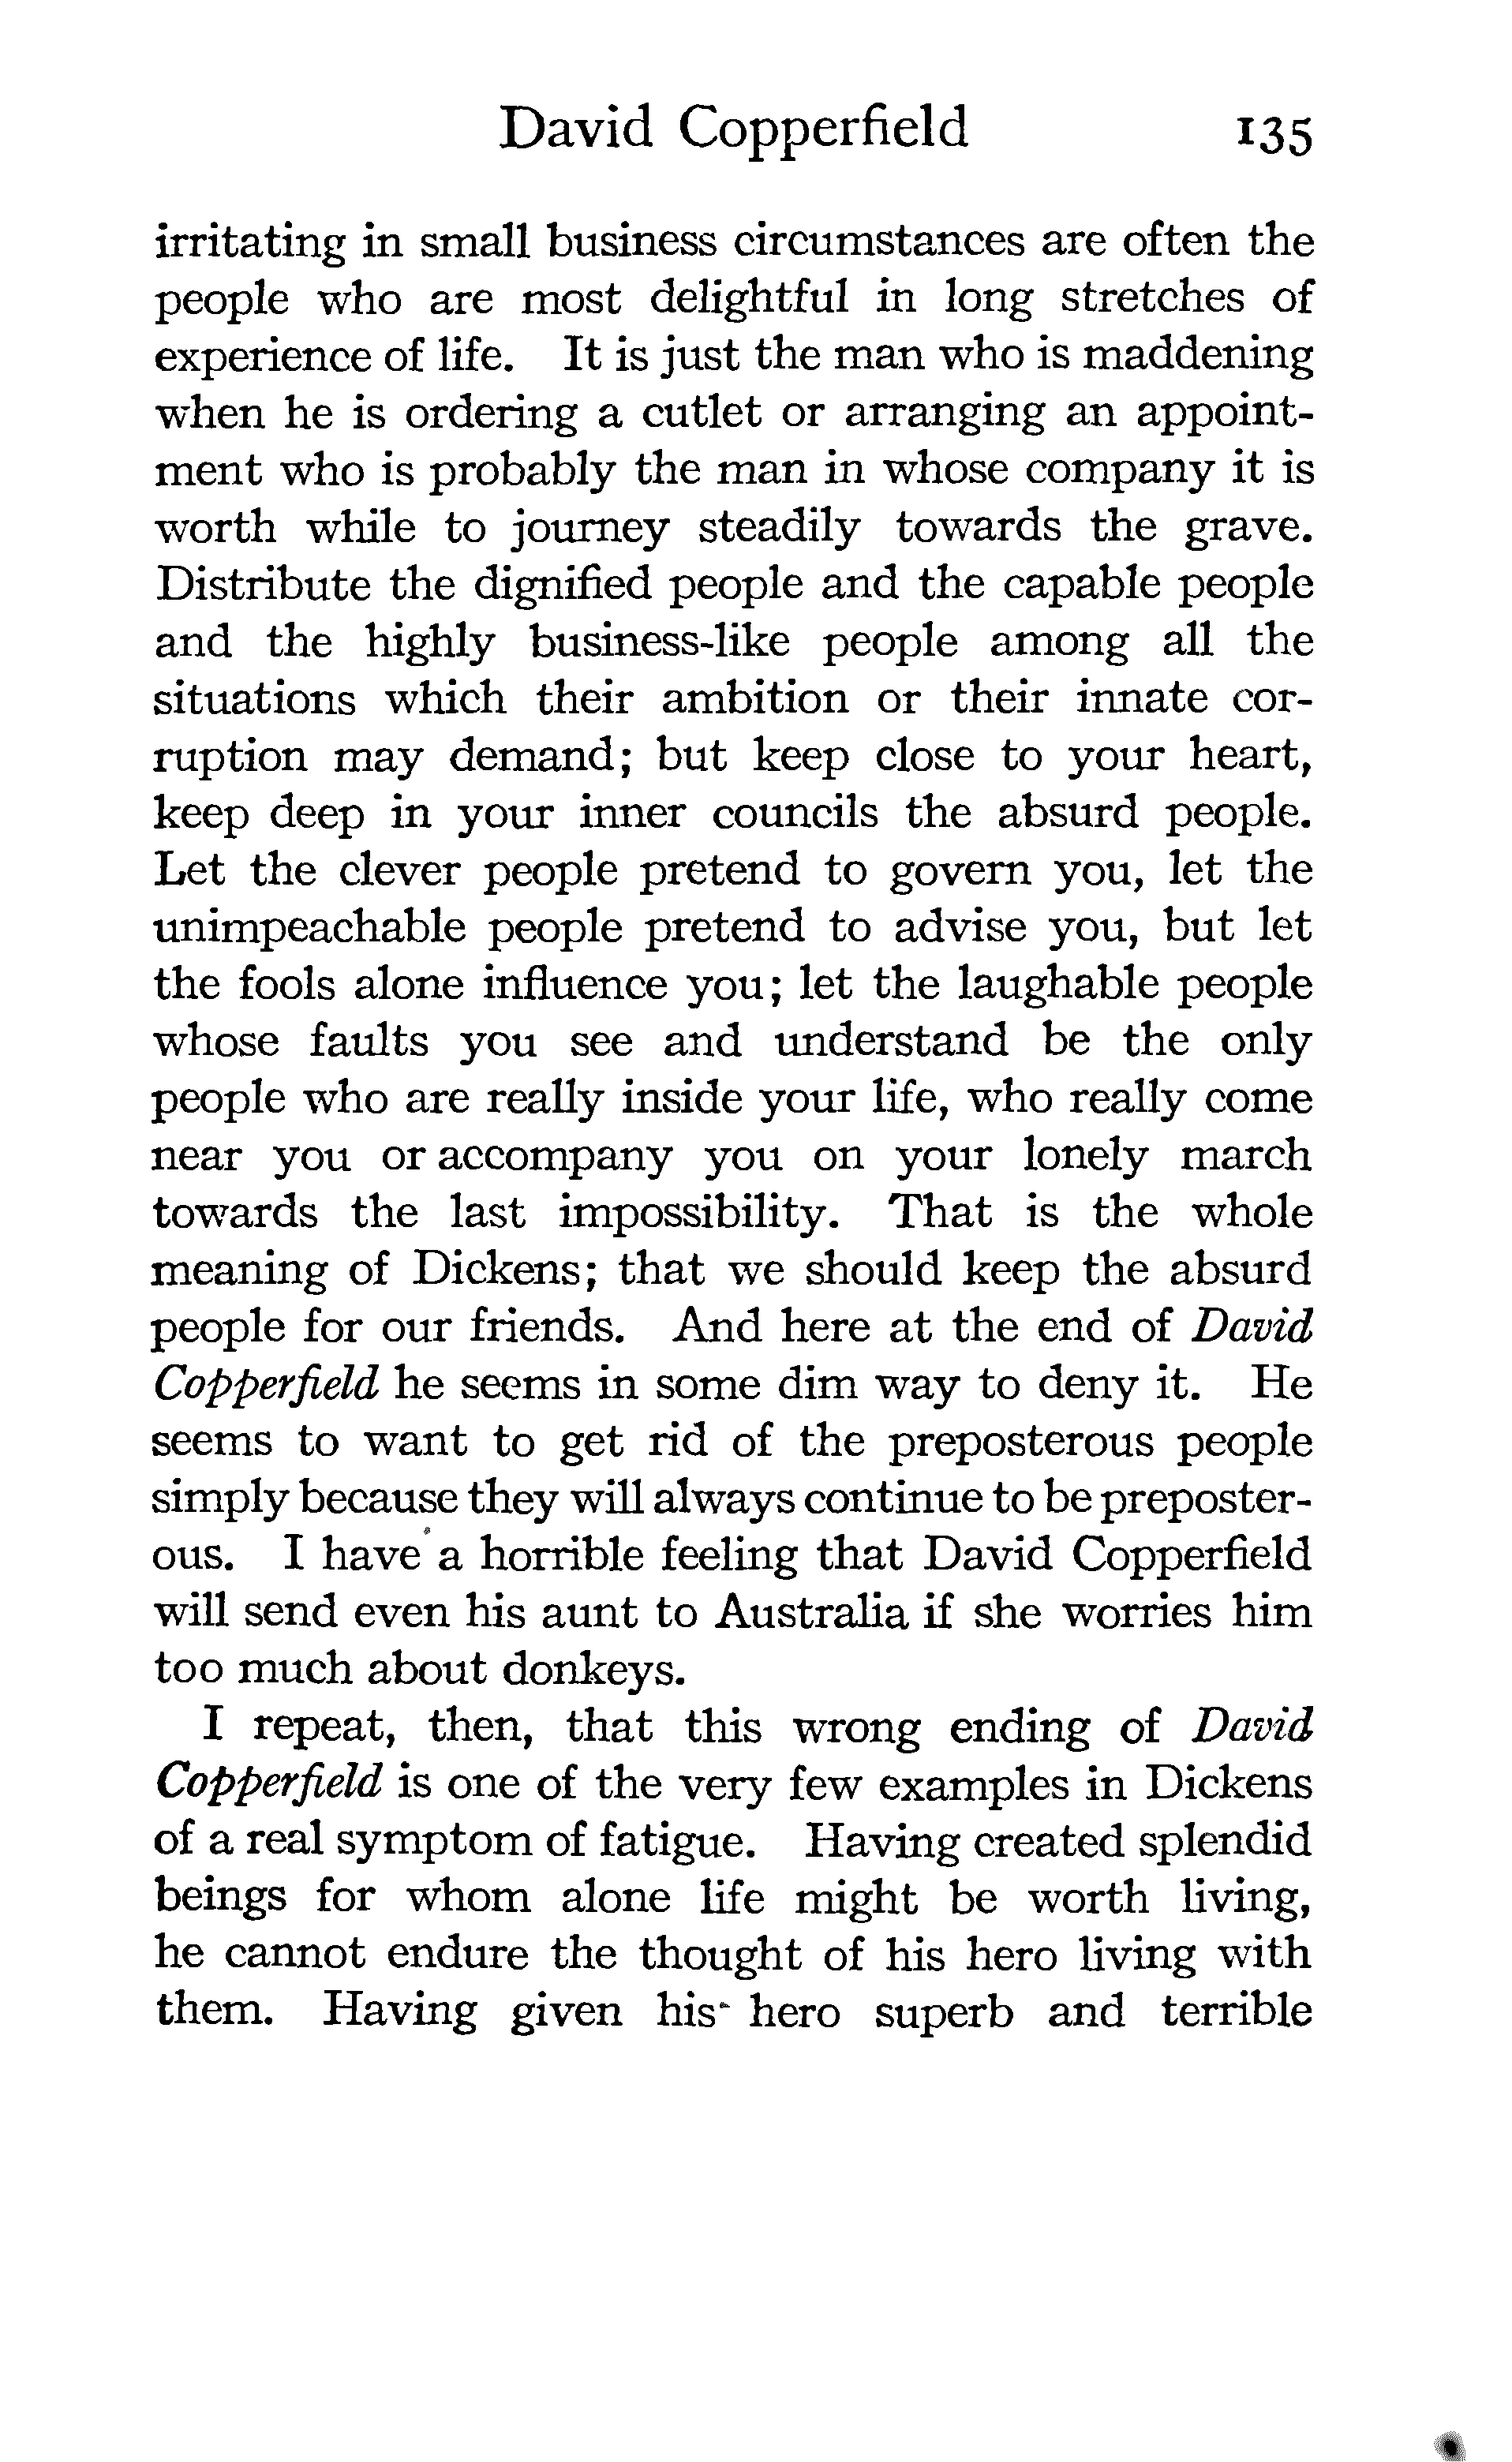 David Copperfield 135
irritating in small business circumstances are often the
people who are most delightful in long stretches of
experience of life. It is just the man who is maddening
when he is ordering a cutlet or arranging an appoint-
ment who is probably the man in whose company it is
worth while to journey steadily towards the grave.
Distribute the dignified people and the capable people
and the highly business-like people among all the
situations which their ambition or their innate cor-
ruption may demand; but keep close to your heart,
keep deep in your inner councils the absurd people.
Let the clever people pretend to govern you, let the
unimpeachable people pretend to advise you, but let
the fools alone influence you; let the laughable people
whose faults you see and understand be the only
people who are really inside your life, who really come
near you or accompany you on your lonely march
towards the last impossibility. That is the whole
meaning of Dickens; that we should keep the absurd
people for our friends. And here at the end of David
Copperfield he seems in some dim way to deny it. He
seems to want to get rid of the preposterous people
simply because they will always continue to be preposter-
ous. I have a horrible feeling that David Copperfield
will send even his aunt to Australia if she worries him
too much about donkeys.
I repeat, then, that this wrong ending of David
Copperfield is one of the very few examples in Dickens
of a real symptom of fatigue. Having created splendid
beings for whom alone life might be worth living,
he cannot endure the thought of his hero living with
them. Having given his hero superb and terrible